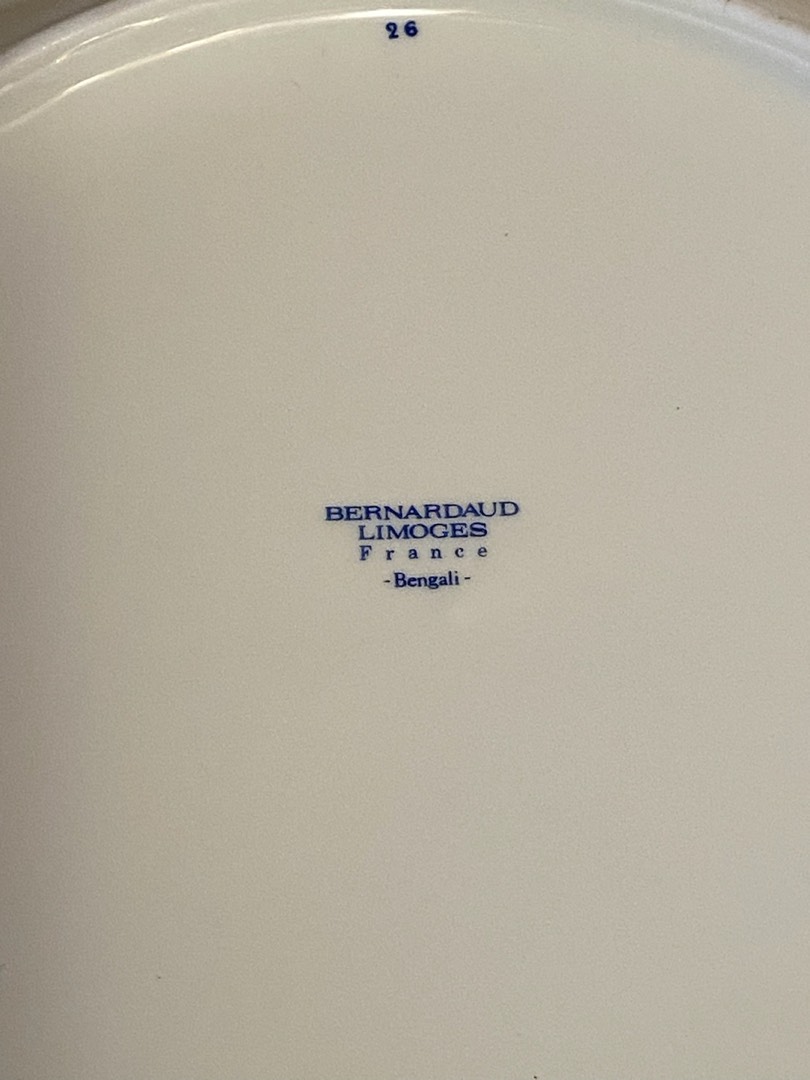 26
BERNARDAUD
LIMOGES
France
-Bengali-